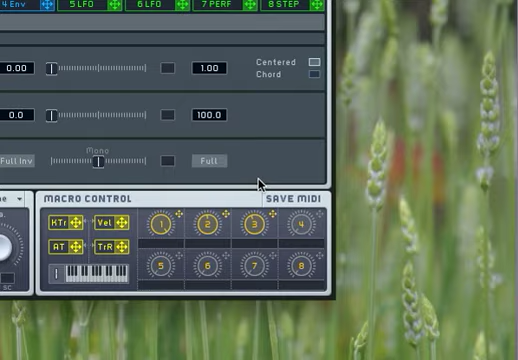 4 Env 5 LFO 6 LFO 7 PERF 8 STEP
0.00 1.00 Centered
Chord
0.0 100.0
Mono
Full Inv Full
MACRO CONTROL SAVE MIDI
KTr Vel 1 2 3 4
AT TrR 5 6 7 8
SC